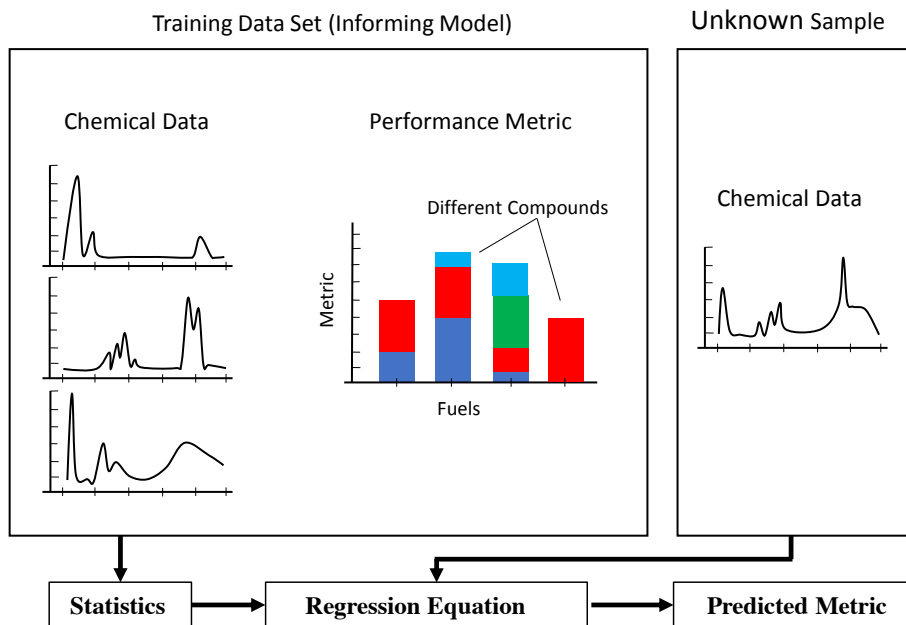 Training Data Set (Informing Model)
Unknown Sample
Chemical Data
Performance Metric
Different Compounds
Metric
Fuels
Chemical Data
Statistics
Regression Equation
Predicted Metric